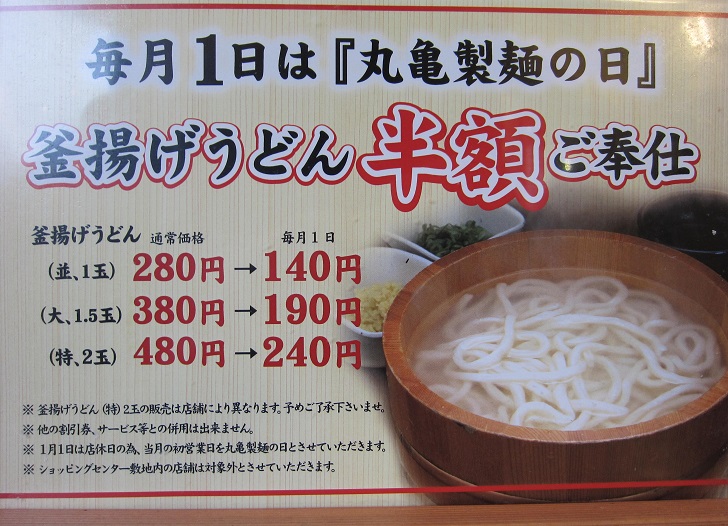 毎月1日は『丸亀製麺の日』
釜揚げうどん半額ご奉仕
釜揚げうどん 通常価格 毎月1日
(並、1玉) 280円→140円
(大、1.5玉) 380円→190円
(特、2玉) 480円→240円
※ 釜揚げうどん(特)2玉の販売は店舗により異なります。予めご了承下さいませ。
※ 他の割引券、サービス等との併用は出来ません。
※ 1月1日は店休日の為、当月の初営業日を丸亀製麺の日とさせていただきます。
※ ショッピングセンター敷地内の店舗は対象外とさせていただきます。